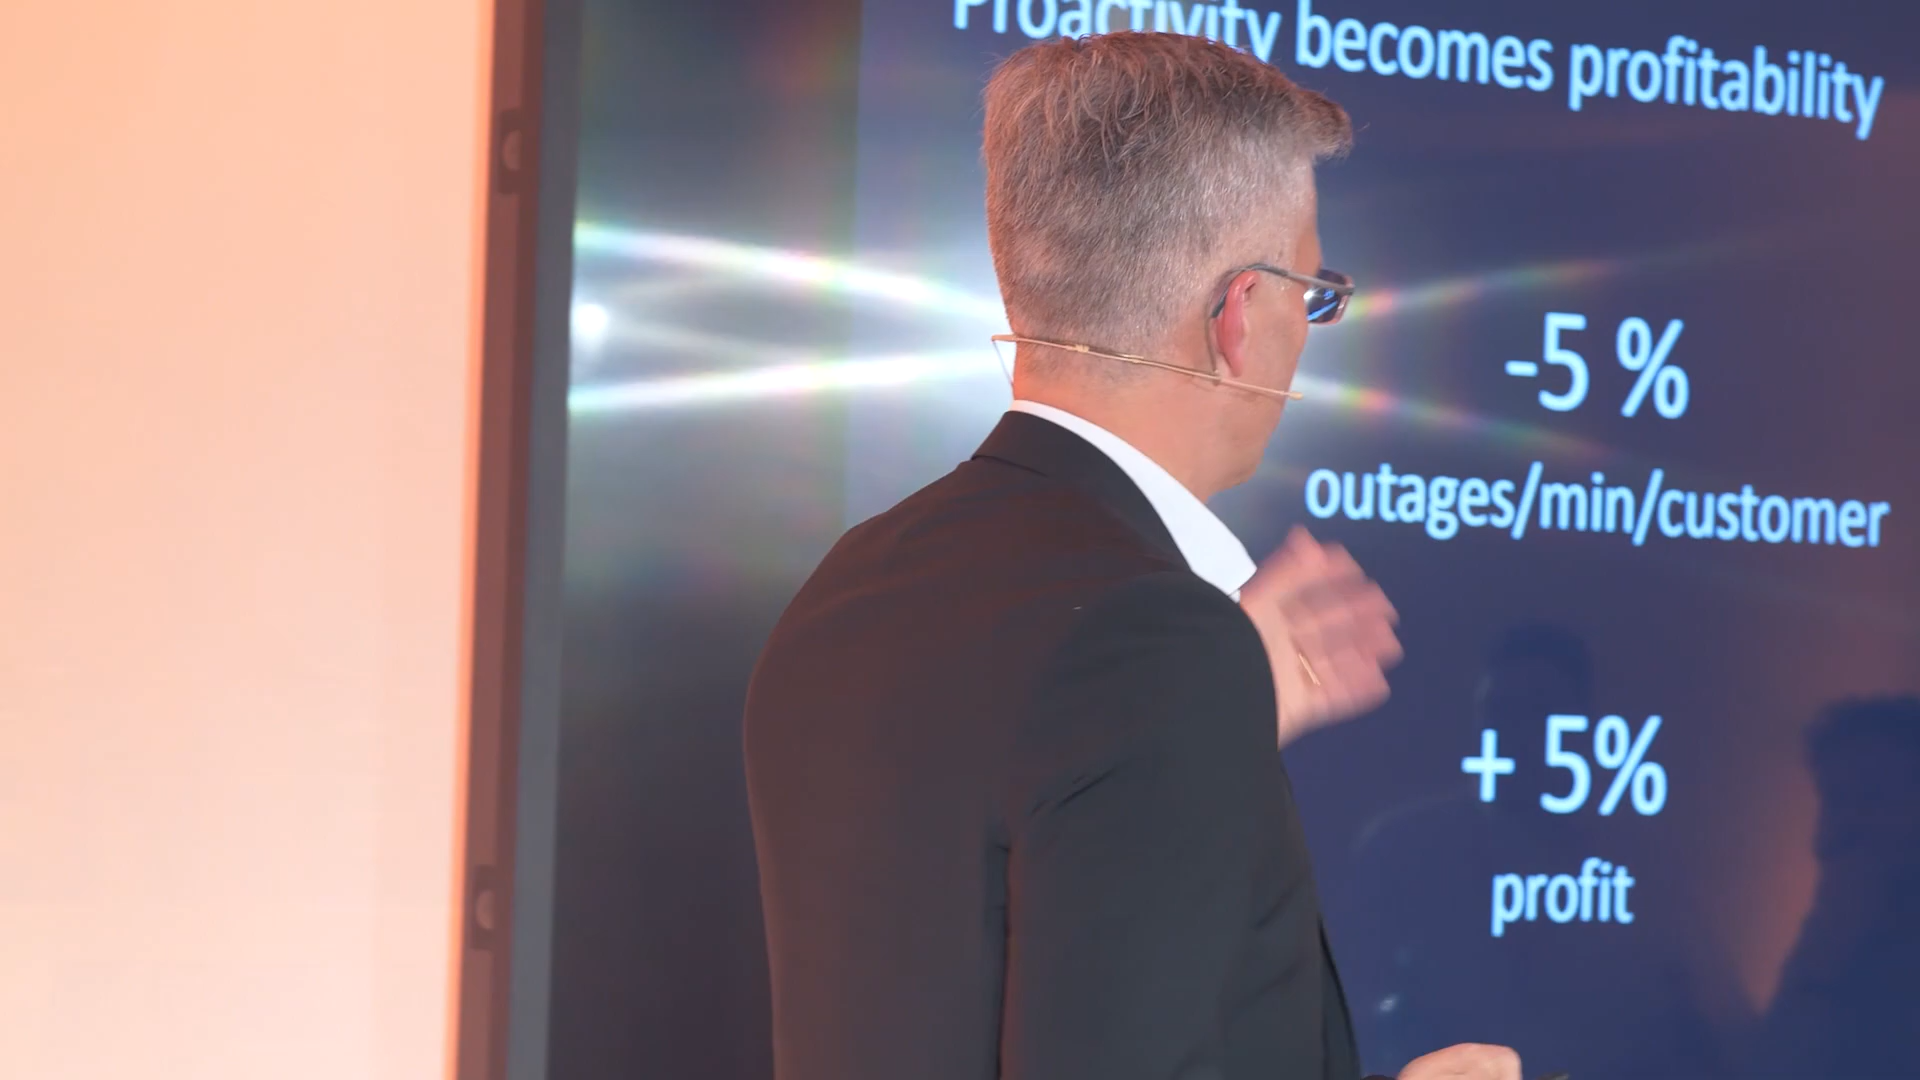 Proactivity becomes profitability
-5 %
outages/min/customer
+ 5%
profit